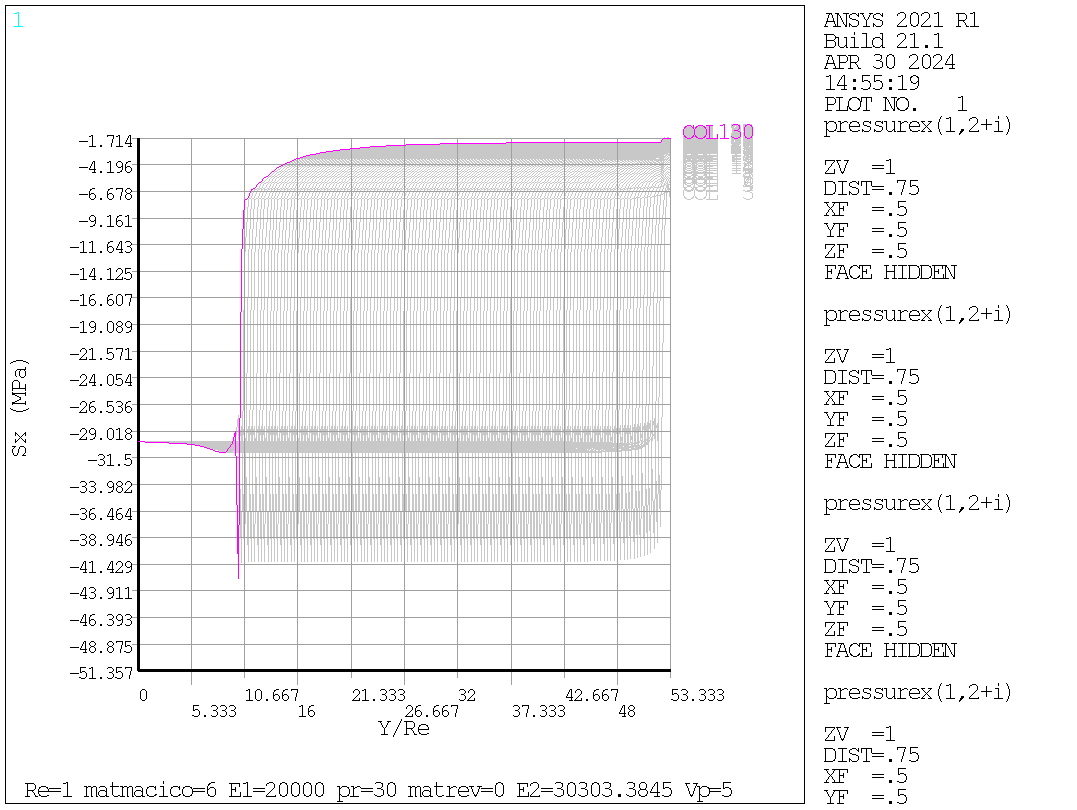 1
ANSYS 2021 R1
Build 21.1
APR 30 2024
14:55:19
PLOT NO.   1
pressurex(1,2+i)
ZV  =1
DIST=.75
XF  =.5
YF  =.5
ZF  =.5
FACE HIDDEN
pressurex(1,2+i)
ZV  =1
DIST=.75
XF  =.5
YF  =.5
ZF  =.5
FACE HIDDEN
pressurex(1,2+i)
ZV  =1
DIST=.75
XF  =.5
YF  =.5
ZF  =.5
FACE HIDDEN
pressurex(1,2+i)
ZV  =1
DIST=.75
XF  =.5
YF  =.5
COL130
-1.714
-4.196
-6.678
-9.161
-11.643
-14.125
-16.607
-19.089
-21.571
-24.054
-26.536
-29.018
-31.5
-33.982
-36.464
-38.946
-41.429
-43.911
-46.393
-48.875
-51.357
Sx (MPa)
0
5.333
10.667
16
21.333
26.667
32
37.333
42.667
48
53.333
Y/Re
Re=1 matmacico=6 E1=20000 pr=30 matrev=0 E2=30303.3845 Vp=5